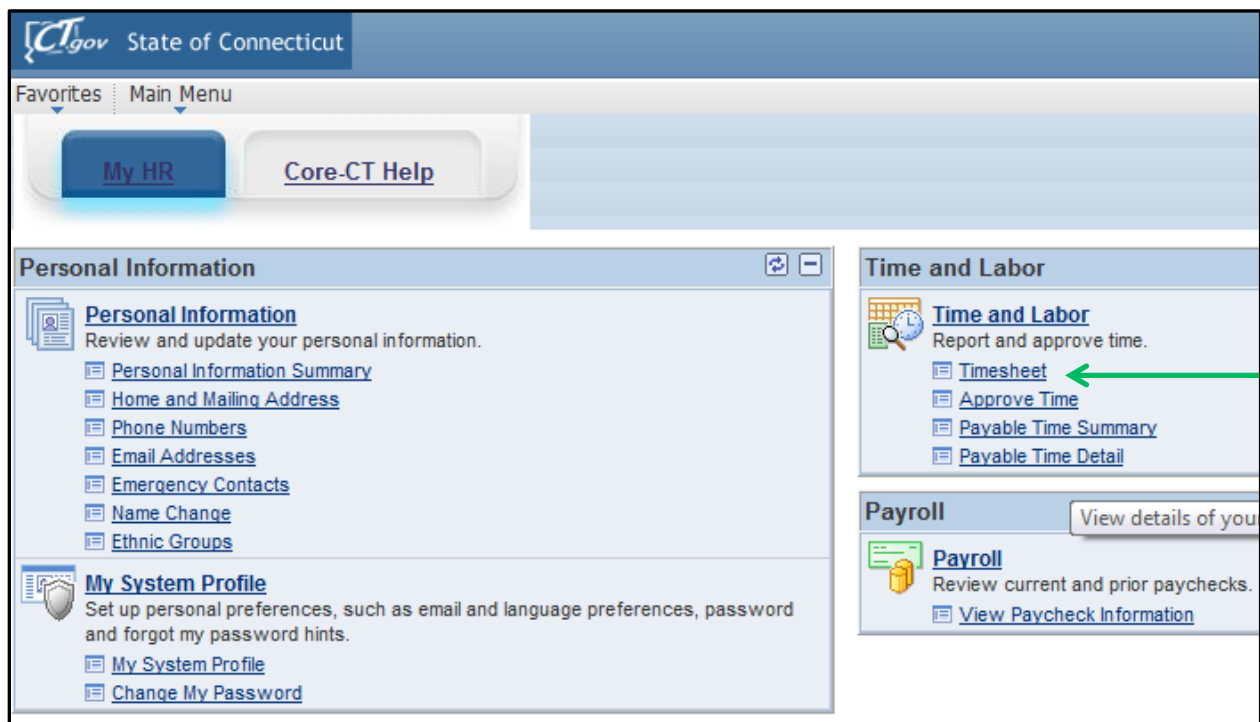 CT.gov State of Connecticut
Favorites Main Menu
My HR Core-CT Help
Personal Information
Personal Information
Review and update your personal information.
Personal Information Summary
Home and Mailing Address
Phone Numbers
Email Addresses
Emergency Contacts
Name Change
Ethnic Groups
My System Profile
Set up personal preferences, such as email and language preferences, password
and forgot my password hints.
My System Profile
Change My Password
Time and Labor
Time and Labor
Report and approve time.
Timesheet
Approve Time
Payable Time Summary
Payable Time Detail
Payroll
View details of your
Payroll
Review current and prior paychecks.
View Paycheck Information